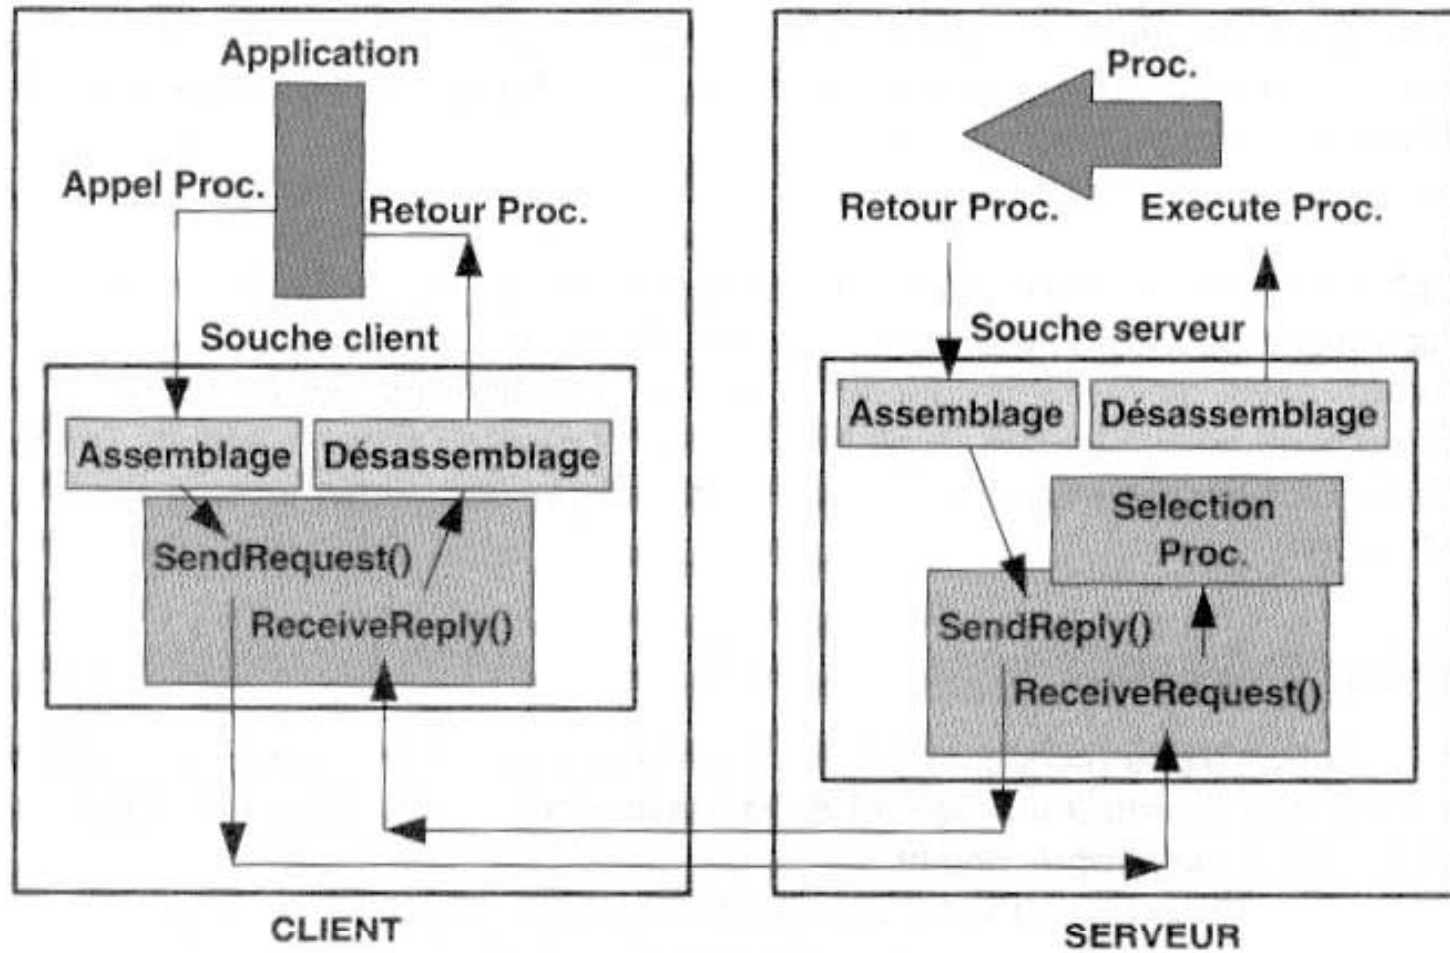 Application
Appel Proc.
Retour Proc.
Souche client
Assemblage
Désassemblage
SendRequest()
ReceiveReply()
CLIENT
Proc.
Retour Proc.
Execute Proc.
Souche serveur
Assemblage
Désassemblage
Selection
Proc.
SendReply()
ReceiveRequest()
SERVEUR